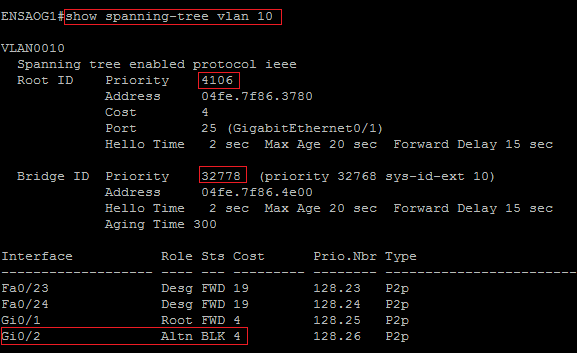 ENSAOG1#show spanning-tree vlan 10
VLAN0010
Spanning tree enabled protocol ieee
Root ID Priority 4106
Address 04fe.7f86.3780
Cost 4
Port 25 (GigabitEthernet0/1)
Hello Time 2 sec Max Age 20 sec Forward Delay 15 sec
Bridge ID Priority 32778 (priority 32768 sys-id-ext 10)
Address 04fe.7f86.4e00
Hello Time 2 sec Max Age 20 sec Forward Delay 15 sec
Aging Time 300
Interface Role Sts Cost Prio.Nbr Type
------------------- ---- --- --------- -------- --------------------------------
Fa0/23 Desg FWD 19 128.23 P2p
Fa0/24 Desg FWD 19 128.24 P2p
Gi0/1 Root FWD 4 128.25 P2p
Gi0/2 Altn BLK 4 128.26 P2p